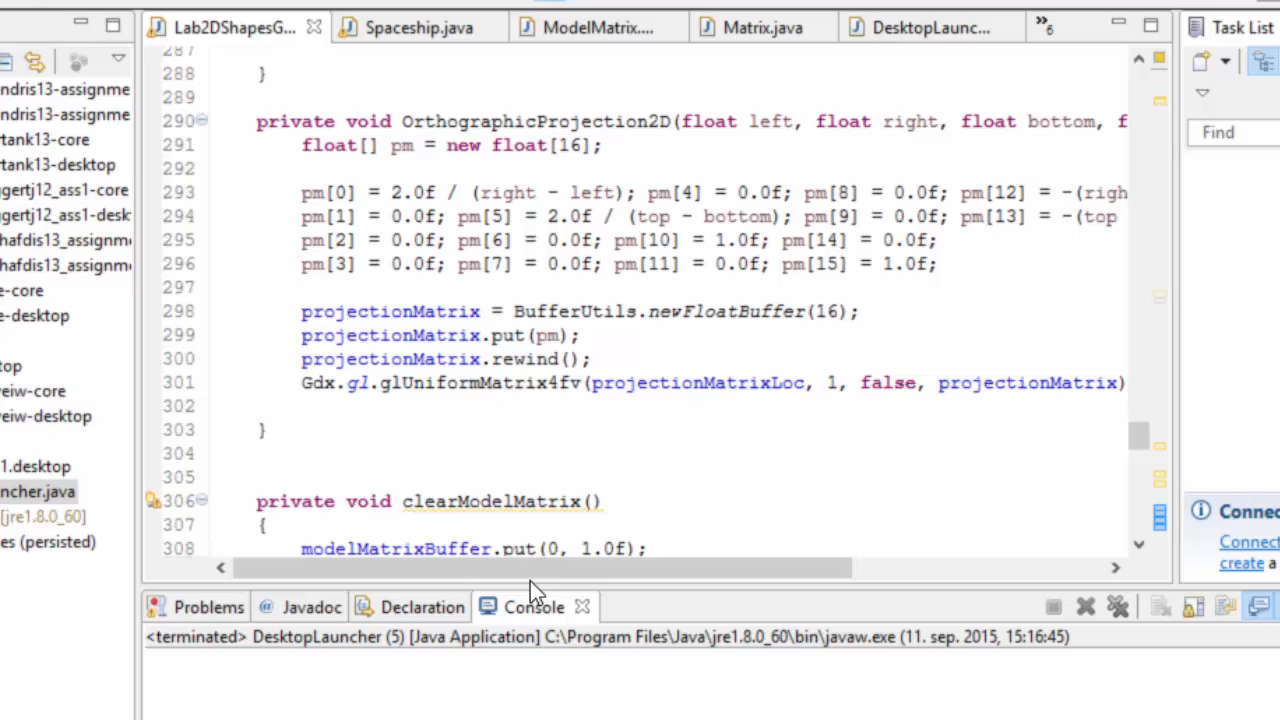 Lab2DShapesG...
Spaceship.java
ModelMatrix....
Matrix.java
DesktopLaunc...
»5
Task List
ndris13-assignme
ndris13-assignme
rtank13-core
rtank13-desktop
ggertj12_ass1-core
ggertj12_ass1-desk
hafdis13_assignm
hafdis13_assignm
e-core
e-desktop
top
veiw-core
veiw-desktop
1.desktop
ncher.java
[jre1.8.0_60]
es (persisted)
287
288 }
289
290 private void OrthographicProjection2D(float left, float right, float bottom, f
291 float[] pm = new float[16];
292
293 pm[0] = 2.0f / (right - left); pm[4] = 0.0f; pm[8] = 0.0f; pm[12] = -(righ
294 pm[1] = 0.0f; pm[5] = 2.0f / (top - bottom); pm[9] = 0.0f; pm[13] = -(top
295 pm[2] = 0.0f; pm[6] = 0.0f; pm[10] = 1.0f; pm[14] = 0.0f;
296 pm[3] = 0.0f; pm[7] = 0.0f; pm[11] = 0.0f; pm[15] = 1.0f;
297
298 projectionMatrix = BufferUtils.newFloatBuffer(16);
299 projectionMatrix.put(pm);
300 projectionMatrix.rewind();
301 Gdx.gl.glUniformMatrix4fv(projectionMatrixLoc, 1, false, projectionMatrix)
302
303 }
304
305
306 private void clearModelMatrix()
307 {
308 modelMatrixBuffer.put(0, 1.0f);
Find
Connec
Connect
create a
Problems
@ Javadoc
Declaration
Console
<terminated> DesktopLauncher (5) [Java Application] C:\Program Files\Java\jre1.8.0_60\bin\javaw.exe (11. sep. 2015, 15:16:45)